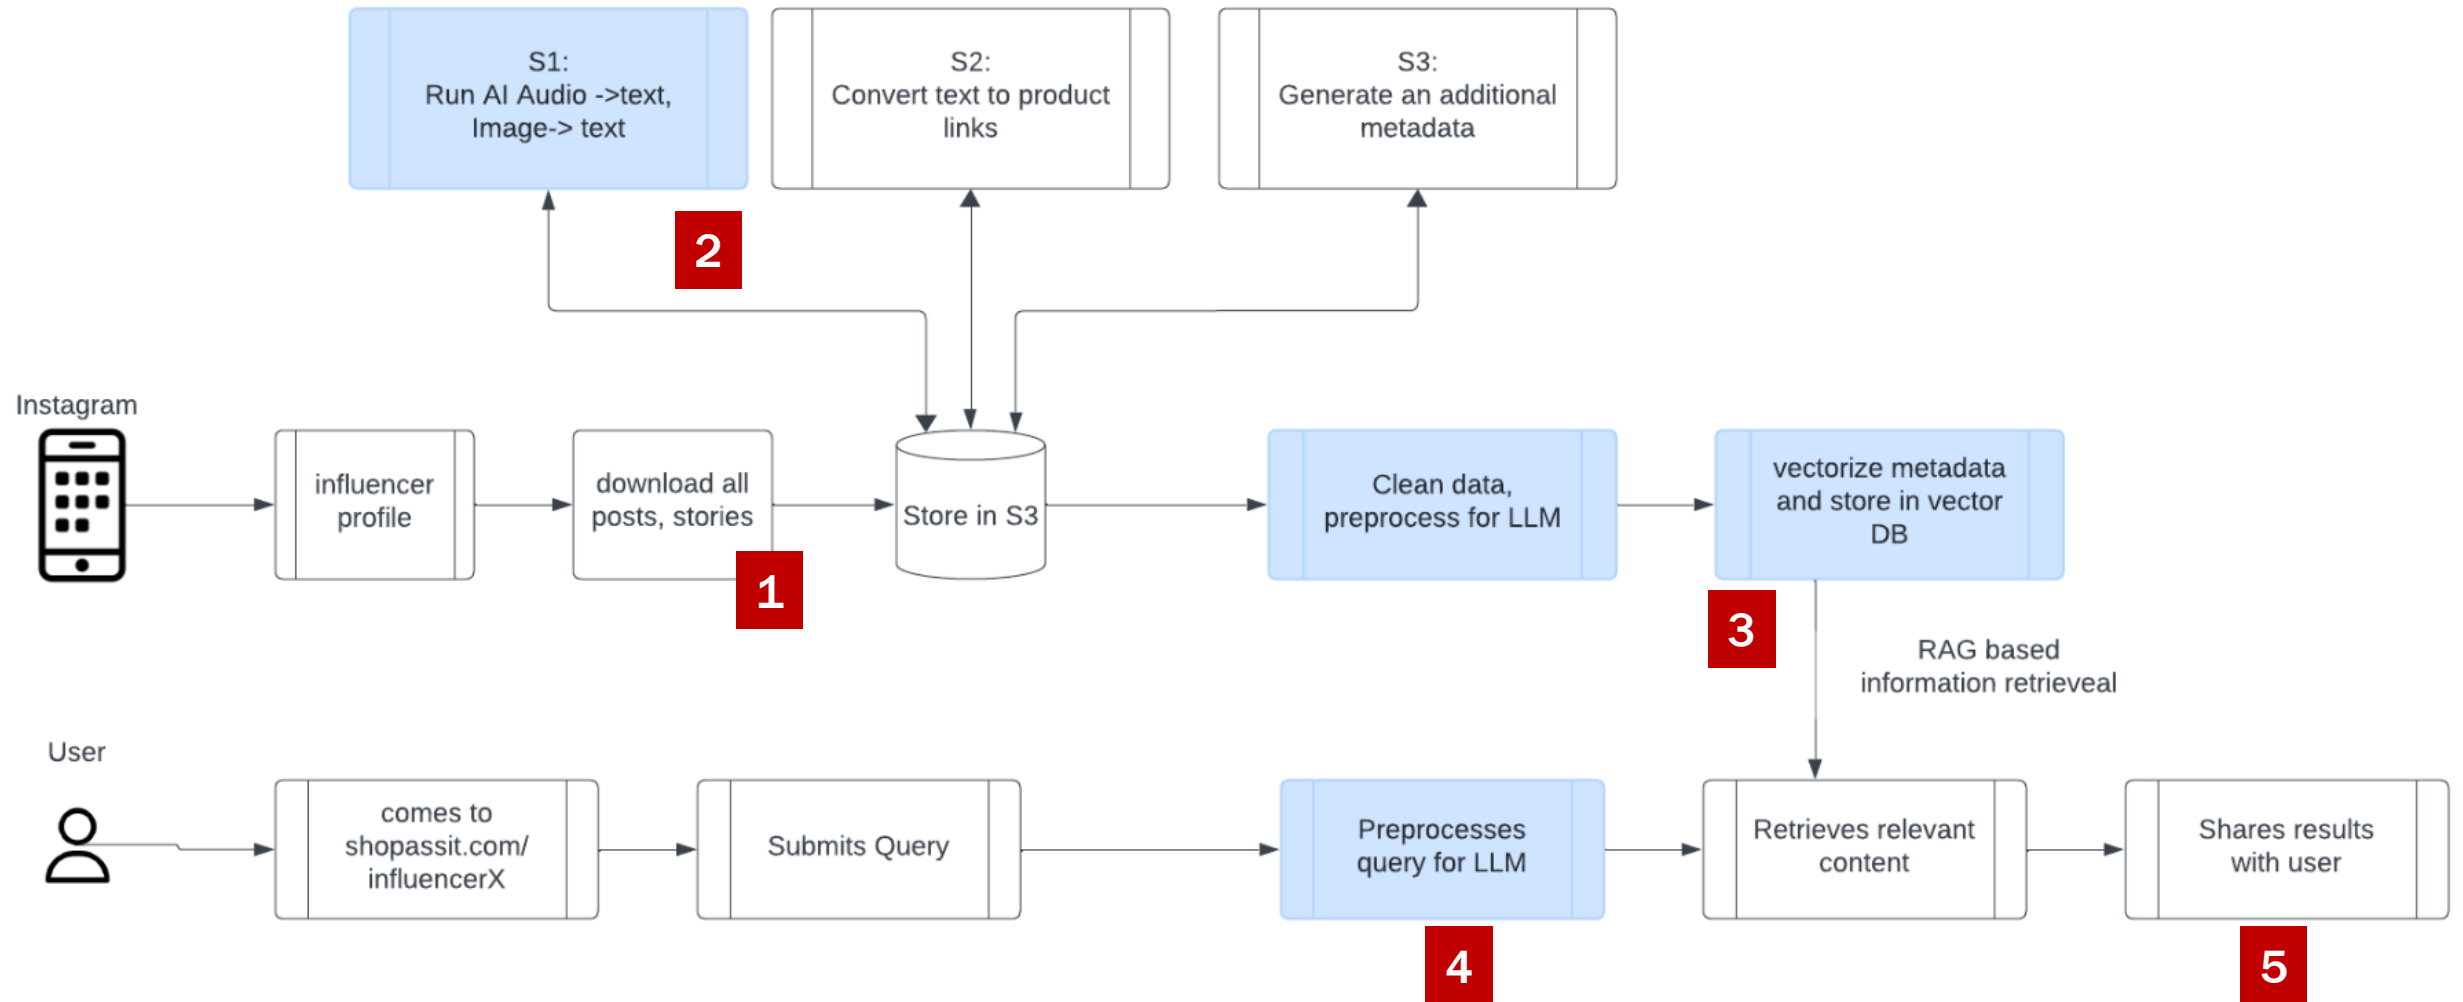 S1:
Run AI Audio ->text,
Image-> text
S2:
Convert text to product
links
S3:
Generate an additional
metadata
2
Instagram
influencer
profile
download all
posts, stories
1
Store in S3
Clean data,
preprocess for LLM
vectorize metadata
and store in vector
DB
3
RAG based
information retrieveal
User
comes to
shopassit.com/
influencerX
Submits Query
Preprocesses
query for LLM
4
Retrieves relevant
content
Shares results
with user
5